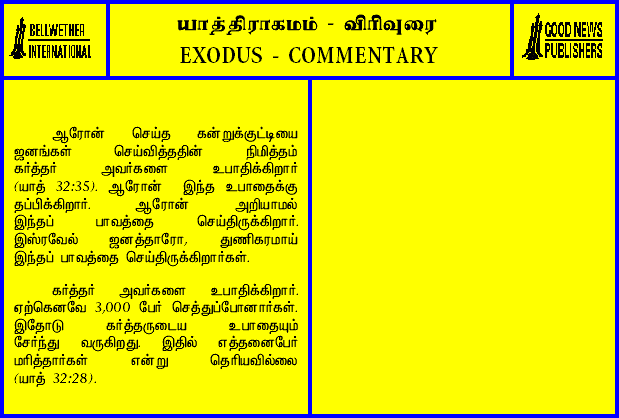 BELLWETHER
INTERNATIONAL
யாத்திராகமம் - விரிவுரை
EXODUS - COMMENTARY
GOOD NEWS
PUBLISHERS
ஆரோன் செய்த கன்றுக்குட்டியை
ஜனங்கள் செய்வித்ததின் நிமித்தம்
கர்த்தர் அவர்களை உபாதிக்கிறார்
(யாத் 32:35). ஆரோன் இந்த உபாதைக்கு
தப்பிக்கிறார். ஆரோன் அறியாமல்
இந்தப் பாவத்தை செய்திருக்கிறார்.
இஸ்ரவேல் ஜனத்தாரோ, துணிகரமாய்
இந்தப் பாவத்தை செய்திருக்கிறார்கள்.
கர்த்தர் அவர்களை உபாதிக்கிறார்.
ஏற்கெனவே 3,000 பேர் செத்துப்போனார்கள்.
இதோடு கர்த்தருடைய உபாதையும்
சேர்ந்து வருகிறது. இதில் எத்தனைபேர்
மரித்தார்கள் என்று தெரியவில்லை
(யாத் 32:28).